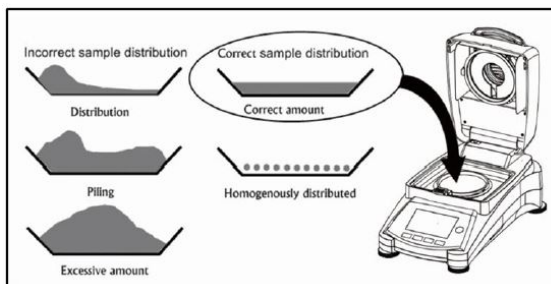 Incorrect sample distribution
Distribution
Piling
Excessive amount
Correct sample distribution
Correct amount
Homogenously distributed